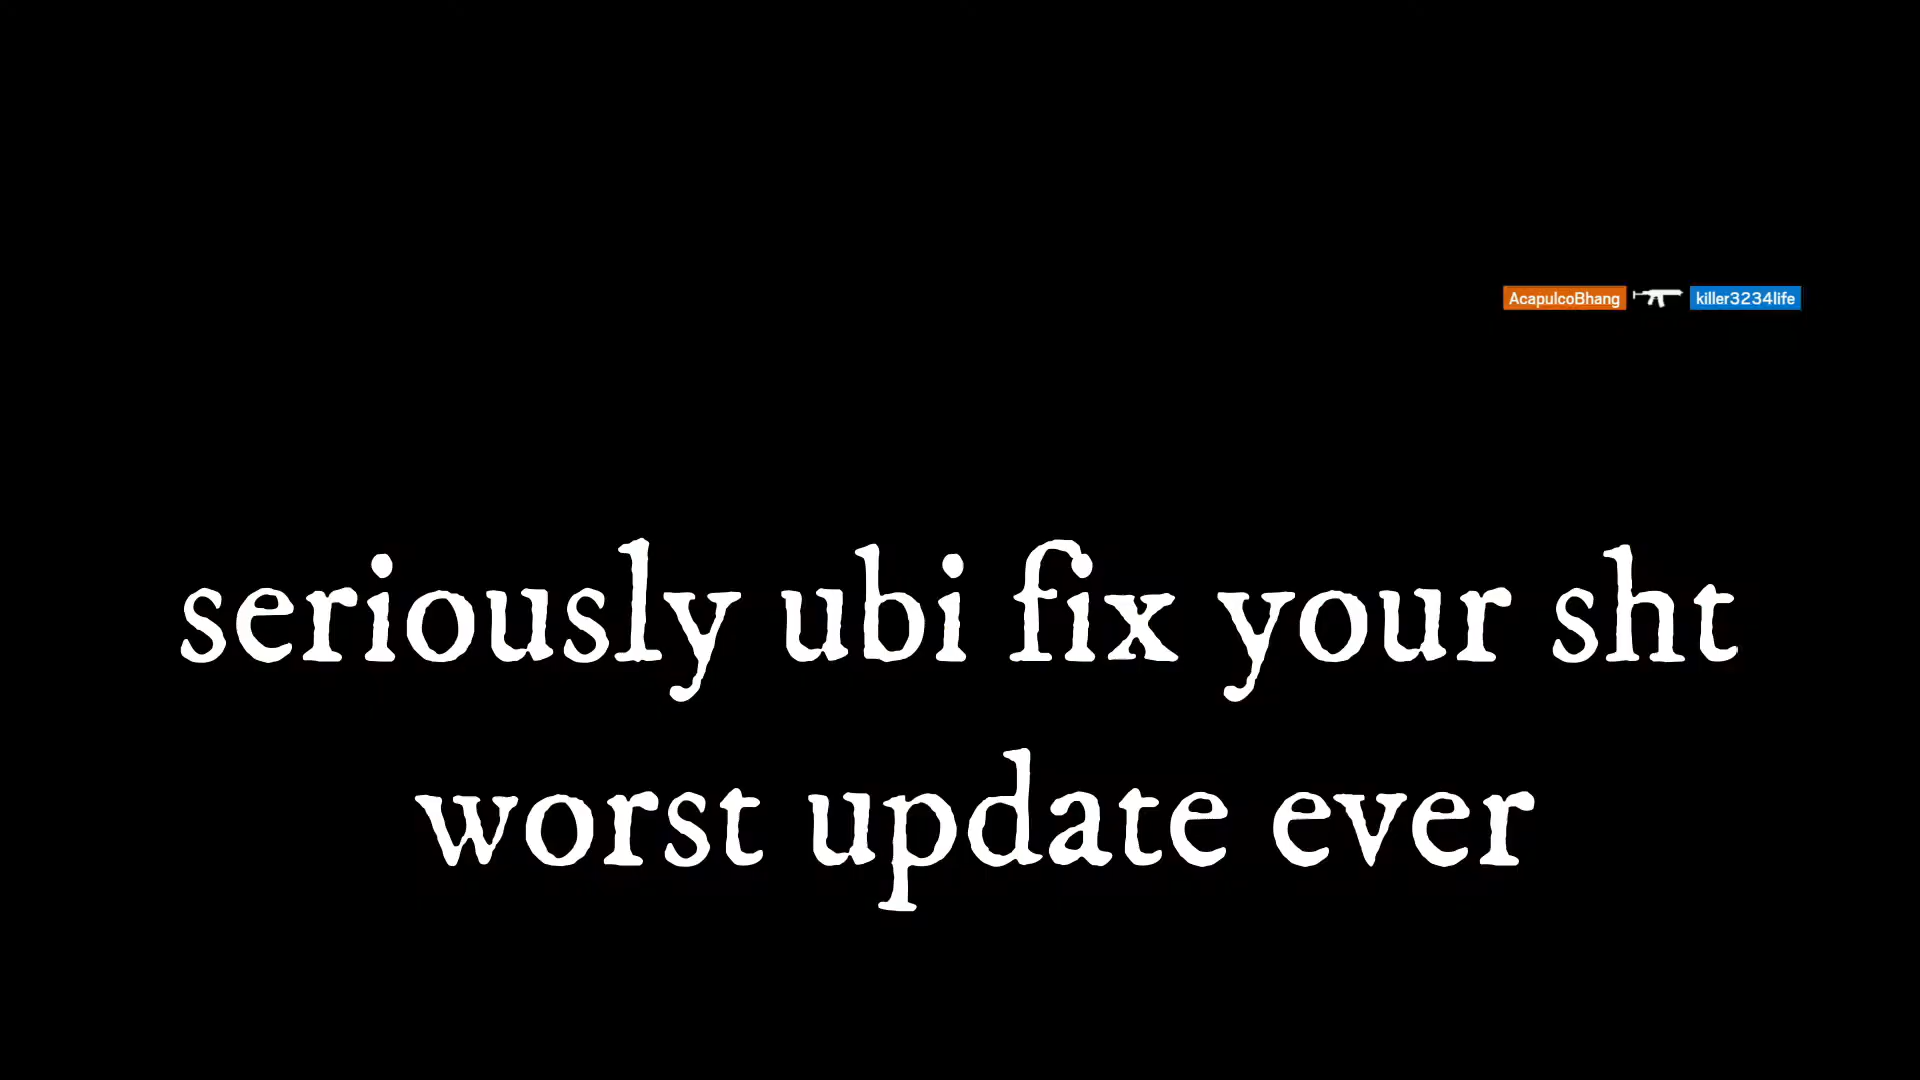 AcapulcoBhang killer3234life
seriously ubi fix your sht
worst update ever